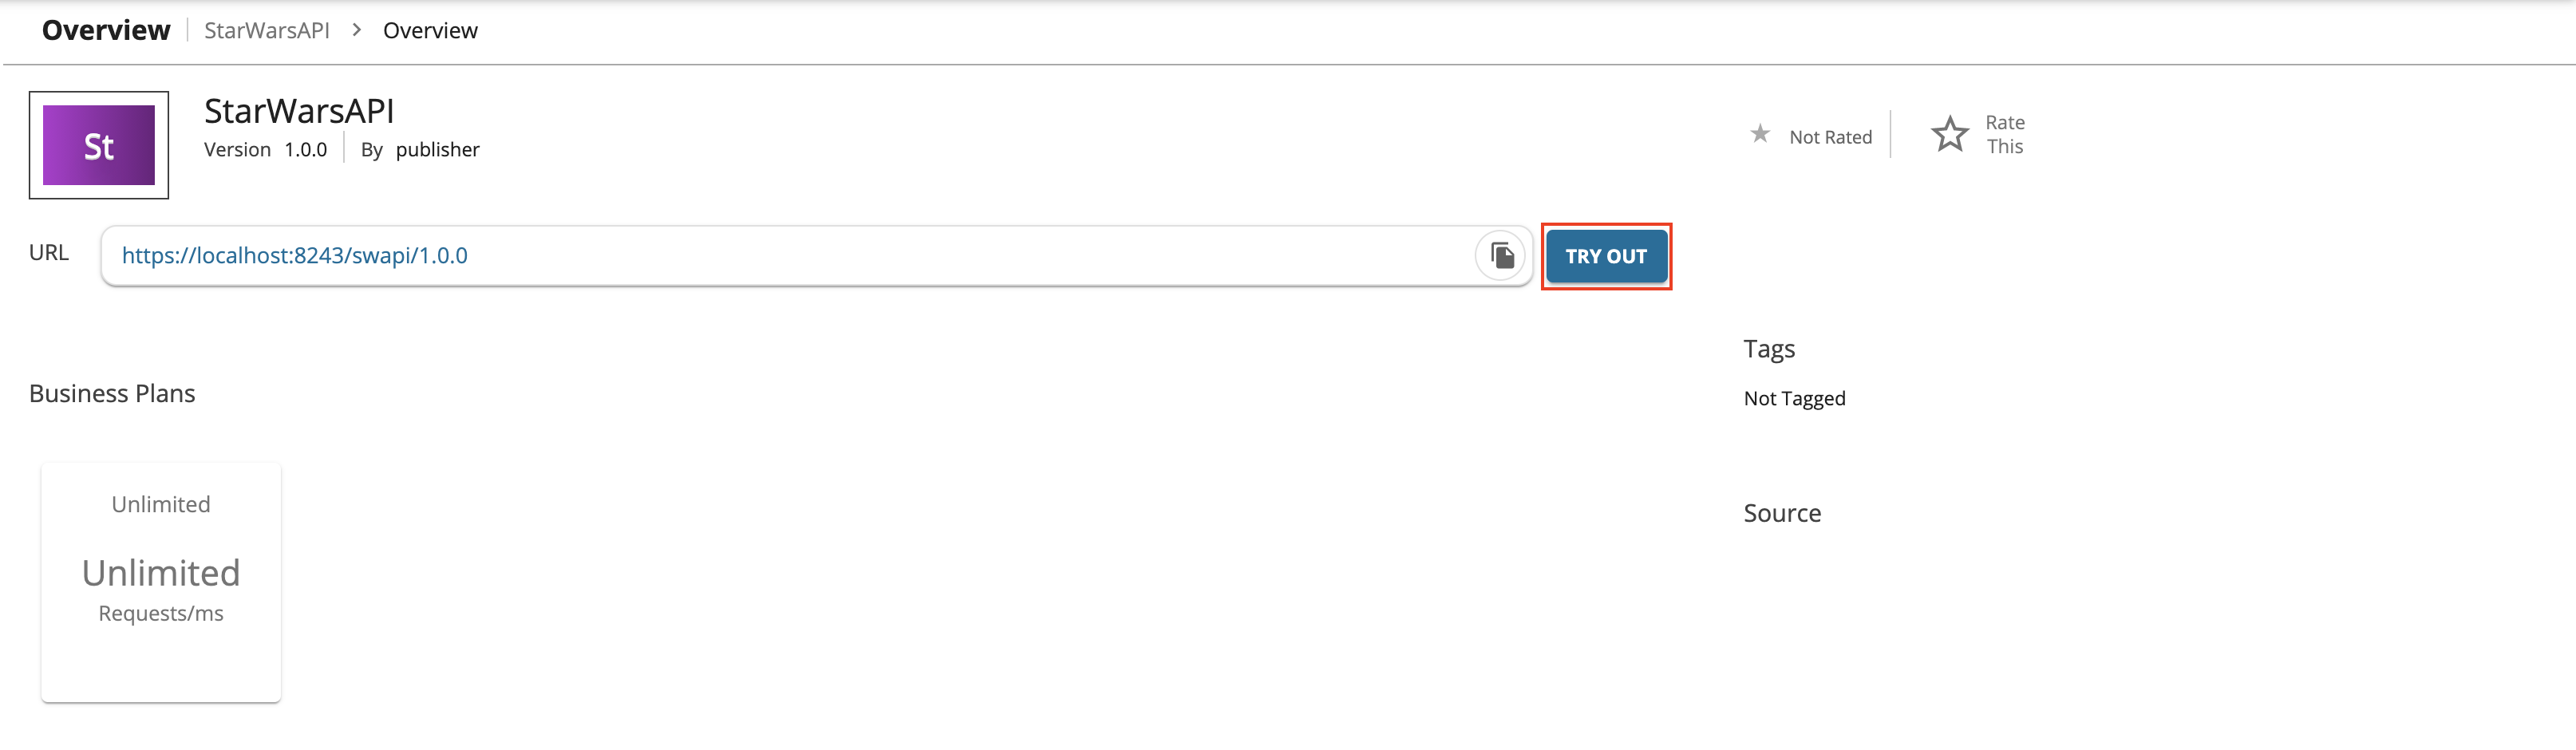 Overview StarWarsAPI > Overview
St
StarWarsAPI
Version 1.0.0 By publisher
Not Rated
Rate
This
URL https://localhost:8243/swapi/1.0.0 TRY OUT
Business Plans
Unlimited
Unlimited
Requests/ms
Tags
Not Tagged
Source